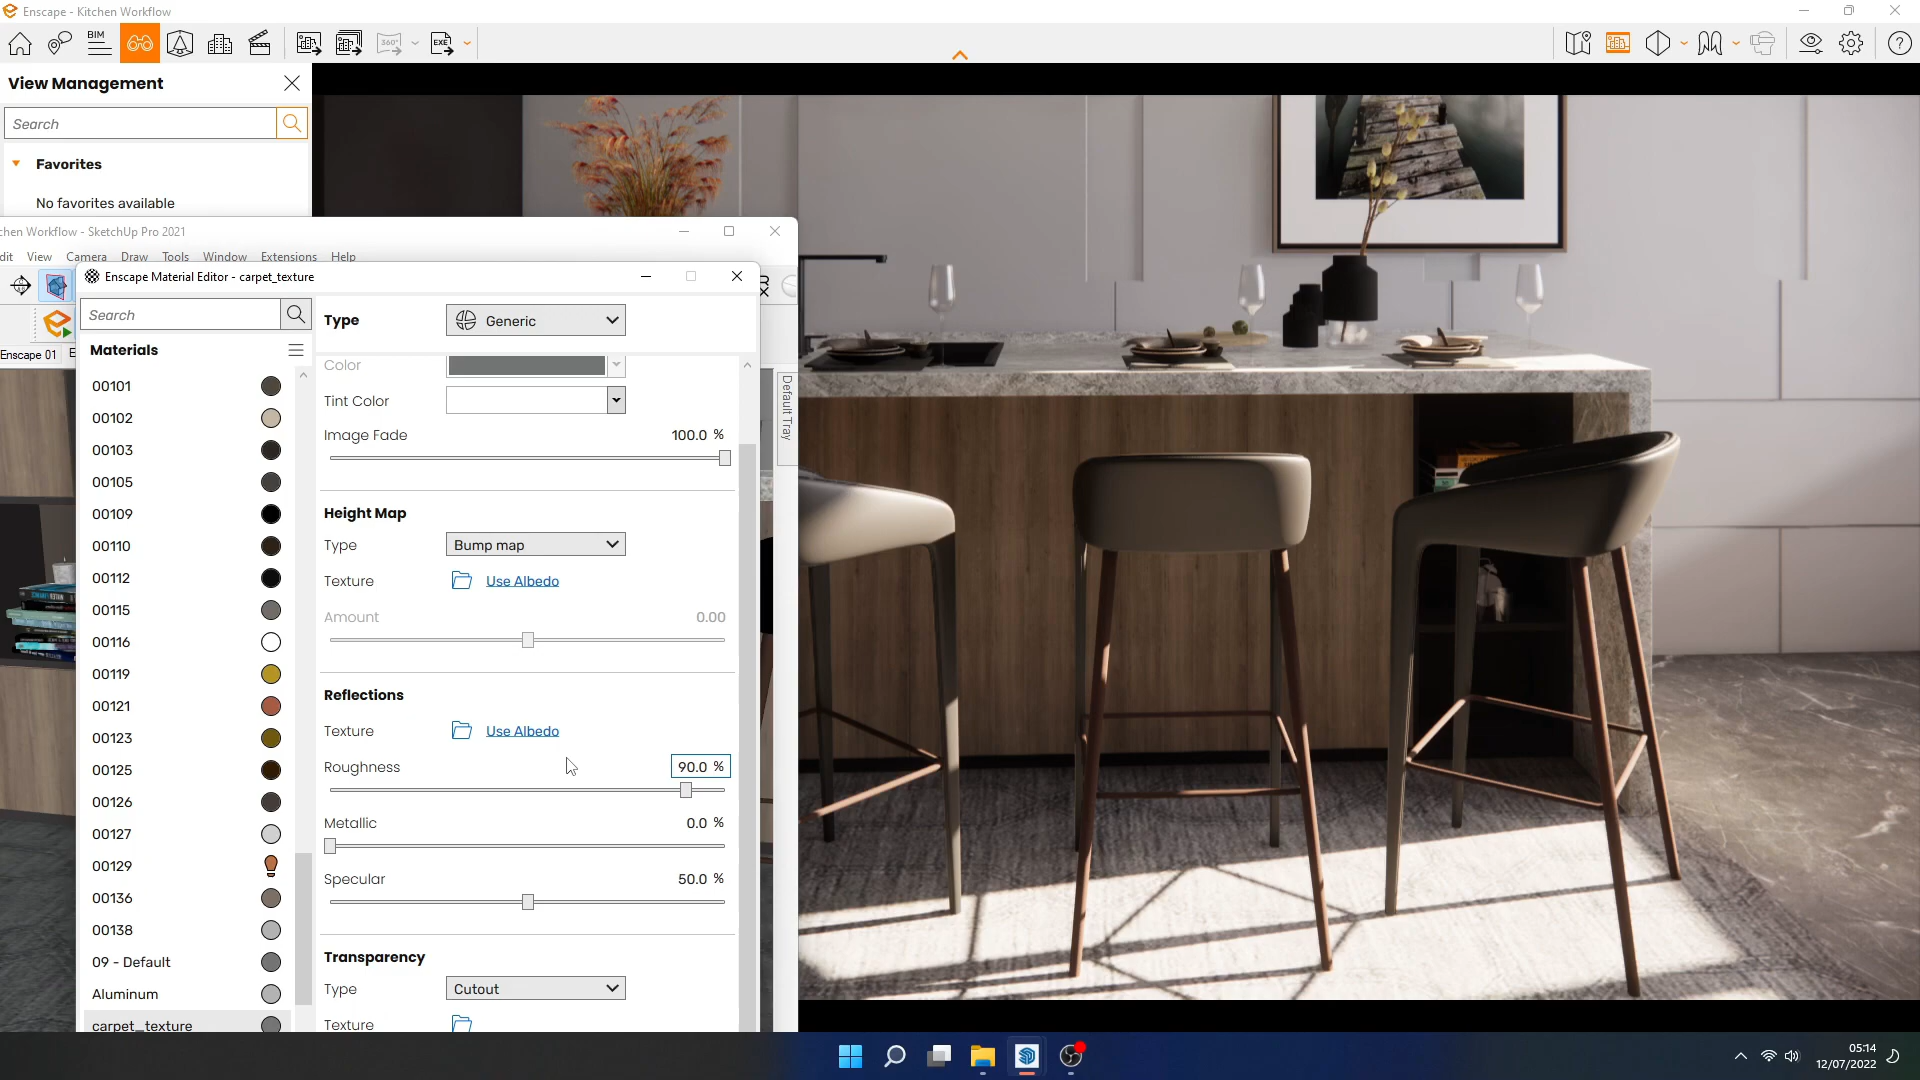 Enscape - Kitchen Workflow
BIM
360°
EXE
View Management
Search
Favorites
No favorites available
chen Workflow - SketchUp Pro 2021
dit View Camera Draw Tools Window Extensions Help
Enscape Material Editor - carpet_texture
Search
Type Generic
Enscape 01
Materials
Color
00101
Tint Color
00102
Image Fade 100.0 %
00103
00105
Height Map
00109
Type Bump map
00110
Texture Use Albedo
00112
Amount 0.00
00115
00116
00119
Reflections
00121
Texture Use Albedo
00123
Roughness 90.0 %
00125
00126
Metallic 0.0 %
00127
00129
Specular 50.0 %
00136
00138
Transparency
09 - Default
Type Cutout
Aluminum
carpet_texture
Texture
Default Tray
05:14
12/07/2022